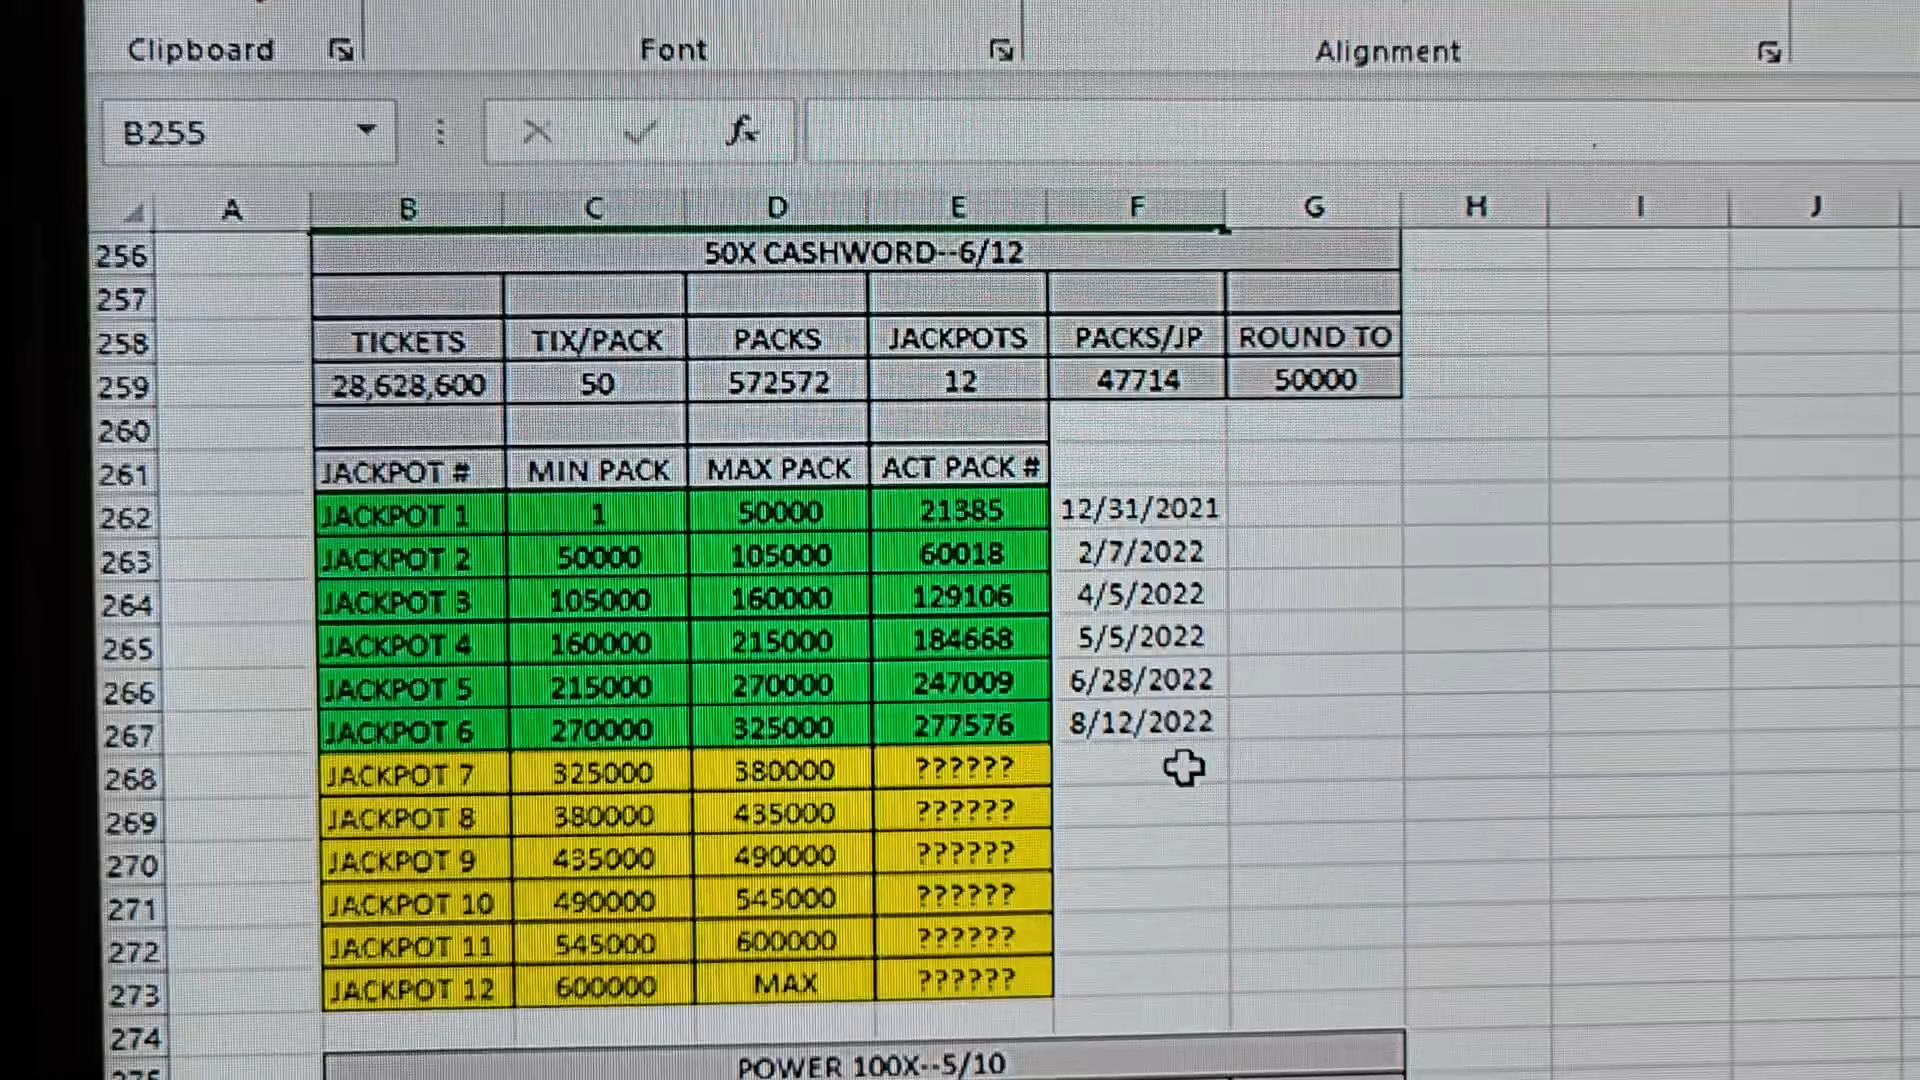 Clipboard Font Alignment
B255 fx
A B C D E F G H I J
256 50X CASHWORD--6/12
257
258 TICKETS TIX/PACK PACKS JACKPOTS PACKS/JP ROUND TO
259 28,628,600 50 572572 12 47714 50000
260
261 JACKPOT # MIN PACK MAX PACK ACT PACK #
262 JACKPOT 1 1 50000 21385 12/31/2021
263 JACKPOT 2 50000 105000 60018 2/7/2022
264 JACKPOT 3 105000 160000 129106 4/5/2022
265 JACKPOT 4 160000 215000 184668 5/5/2022
266 JACKPOT 5 215000 270000 247009 6/28/2022
267 JACKPOT 6 270000 325000 277576 8/12/2022
268 JACKPOT 7 325000 380000 ??????
269 JACKPOT 8 380000 435000 ??????
270 JACKPOT 9 435000 490000 ??????
271 JACKPOT 10 490000 545000 ??????
272 JACKPOT 11 545000 600000 ??????
273 JACKPOT 12 600000 MAX ??????
274
275 POWER 100X--5/10